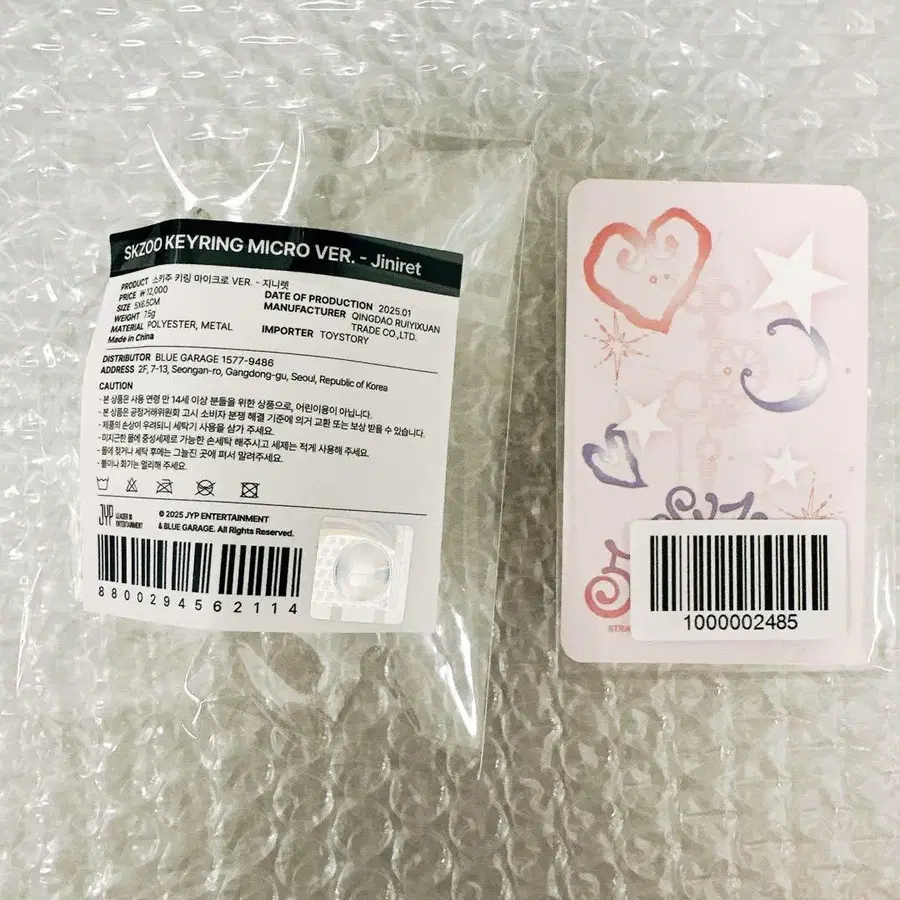 SKZOO KEYRING MICRO VER. - Jiniret
PRODUCT 스키주 키링 마이크로 VER. - 지니렛
PRICE ₩12,000
SIZE 5X6.5CM
WEIGHT 7.5g
MATERIAL POLYESTER, METAL
Made in China
DATE OF PRODUCTION 2025.01
MANUFACTURER QINGDAO RUIYIXUAN
TRADE CO.,LTD.
IMPORTER TOYSTORY
DISTRIBUTOR BLUE GARAGE 1577-9486
ADDRESS 2F, 7-13, Seongan-ro, Gangdong-gu, Seoul, Republic of Korea
CAUTION
- 본 상품은 사용 연령 만 14세 이상 분들을 위한 상품으로, 어린이용이 아닙니다.
- 본 상품은 공정거래위원회 고시 소비자 분쟁 해결 기준에 의거 교환 또는 보상 받을 수 있습니다.
- 제품의 손상이 우려되니 세탁기 사용을 삼가 주세요.
- 미지근한 물에 중성세제로 가능한 손세탁 해주시고 세제는 적게 사용해 주세요.
- 물에 젖거나 세탁 후에는 그늘진 곳에 펴서 말려주세요.
- 불이나 화기는 멀리해 주세요.
JYP LEADER IN
ENTERTAINMENT
© 2025 JYP ENTERTAINMENT
& BLUE GARAGE. All Rights Reserved.
8800294562114
STRA
1000002485